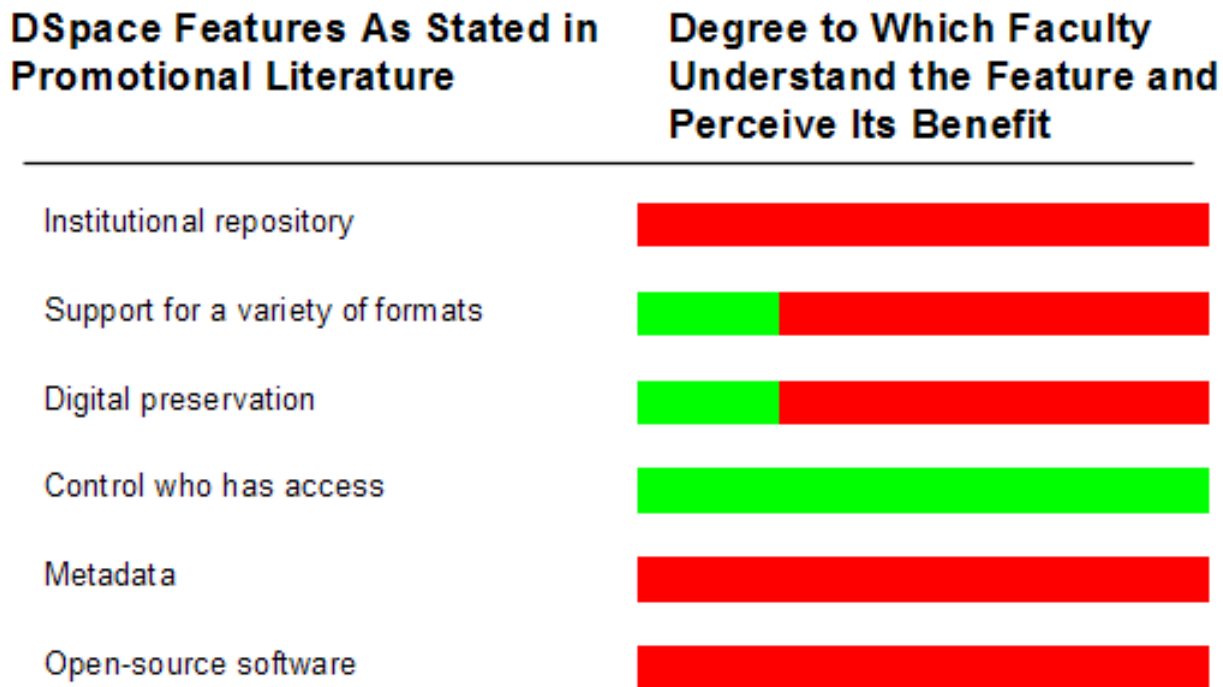 DSpace Features As Stated in
Promotional Literature
Degree to Which Faculty
Understand the Feature and
Perceive Its Benefit
Institutional repository
Support for a variety of formats
Digital preservation
Control who has access
Metadata
Open-source software